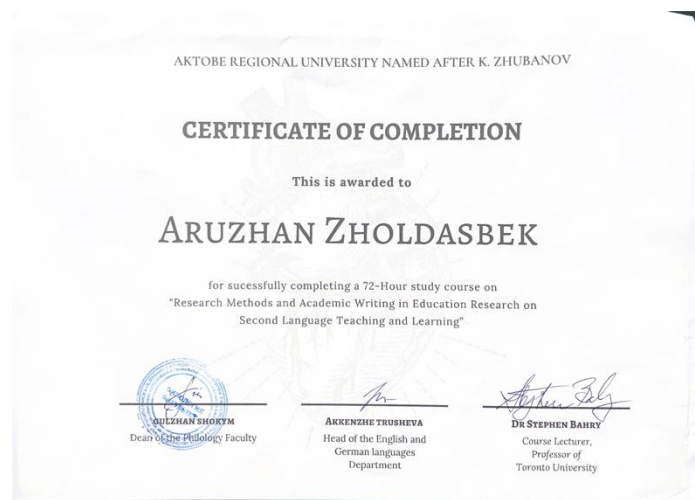 AKTOBE REGIONAL UNIVERSITY NAMED AFTER K. ZHUBANOV
CERTIFICATE OF COMPLETION
This is awarded to
ARUZHAN ZHOLDASBEK
for sucessfully completing a 72-Hour study course on
"Research Methods and Academic Writing in Education Research on
Second Language Teaching and Learning"
GULZHAN SHOKYM
Dean of the Philology Faculty
AKKENZHE TRUSHEVA
Head of the English and
German languages
Department
DR STEPHEN BAHRY
Course Lecturer,
Professor of
Toronto University